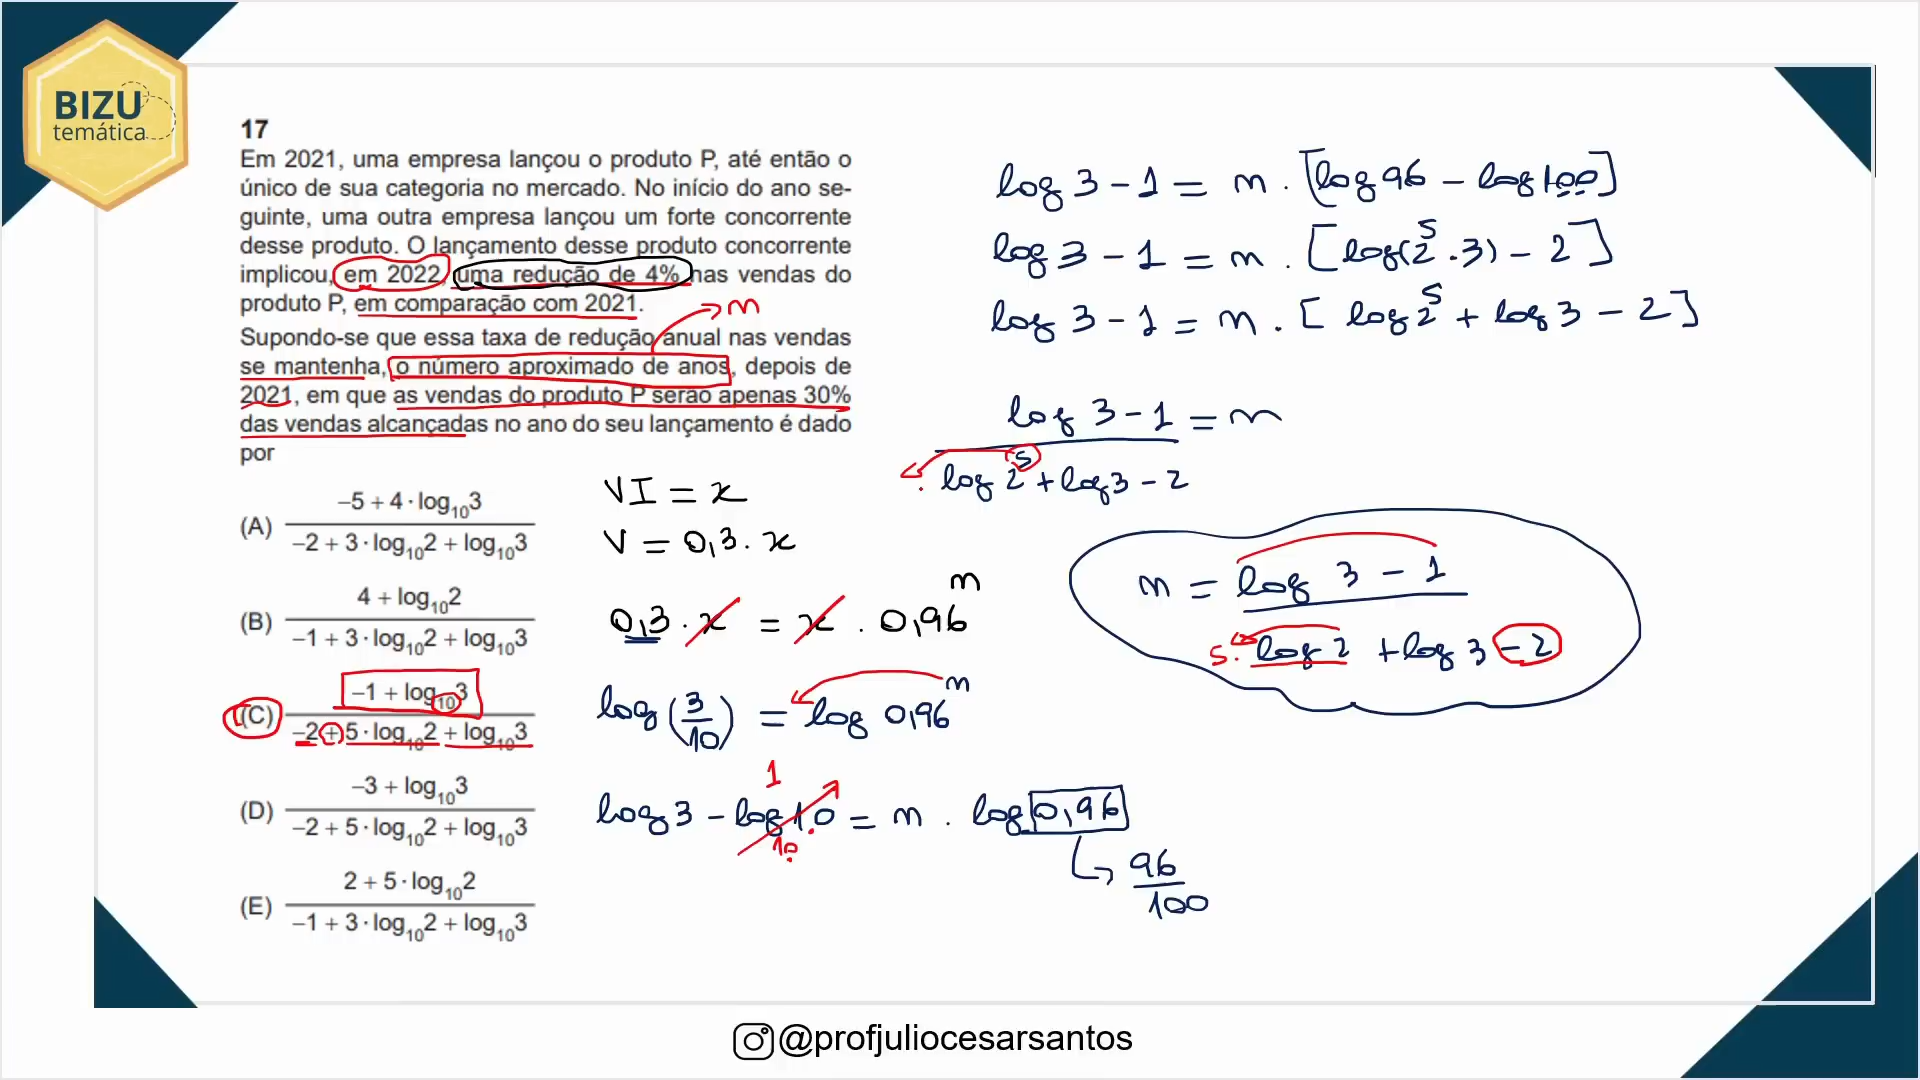 BIZU
temática
17
Em 2021, uma empresa lançou o produto P, até então o
único de sua categoria no mercado. No início do ano se-
guinte, uma outra empresa lançou um forte concorrente
desse produto. O lançamento desse produto concorrente
implicou, em 2022, uma redução de 4% nas vendas do
produto P, em comparação com 2021.
m
Supondo-se que essa taxa de redução anual nas vendas
se mantenha, o número aproximado de anos, depois de
2021, em que as vendas do produto P serão apenas 30%
das vendas alcançadas no ano do seu lançamento é dado
por
(A) −5 + 4 · log₁₀3
−2 + 3 · log₁₀2 + log₁₀3
(B) 4 + log₁₀2
−1 + 3 · log₁₀2 + log₁₀3
(C) −1 + log₁₀3
−2 + 5 · log₁₀2 + log₁₀3
(D) −3 + log₁₀3
−2 + 5 · log₁₀2 + log₁₀3
(E) 2 + 5 · log₁₀2
−1 + 3 · log₁₀2 + log₁₀3
VI = x
V = 0,3 . x
0,3 . x = x . 0,96^m
log (3/10) = log 0,96^m
1
log 3 − log 10 = m . log 0,96
10
96
100
log 3 − 1 = m . [log 96 − log 100]
log 3 − 1 = m . [log(2⁵ . 3) − 2]
log 3 − 1 = m . [log 2⁵ + log 3 − 2]
log 3 − 1 = m
log 2⁵ + log 3 − 2
m = log 3 − 1
5 . log 2 + log 3 − 2
@profjuliocesarsantos